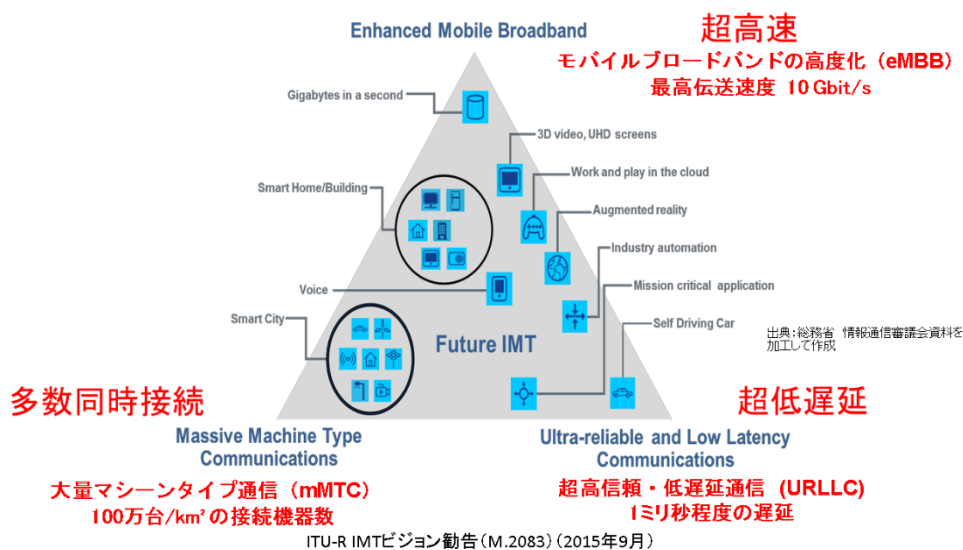 Enhanced Mobile Broadband
超高速
モバイルブロードバンドの高度化（eMBB）
最高伝送速度 10 Gbit/s
Gigabytes in a second
3D video, UHD screens
Work and play in the cloud
Smart Home/Building
Augmented reality
Industry automation
Mission critical application
Voice
Smart City
Self Driving Car
Future IMT
出典：総務省 情報通信審議会資料を
加工して作成
多数同時接続
超低遅延
Massive Machine Type
Communications
Ultra-reliable and Low Latency
Communications
大量マシーンタイプ通信（mMTC）
100万台/km²の接続機器数
超高信頼・低遅延通信 (URLLC)
1ミリ秒程度の遅延
ITU-R IMTビジョン勧告（M.2083）（2015年9月）